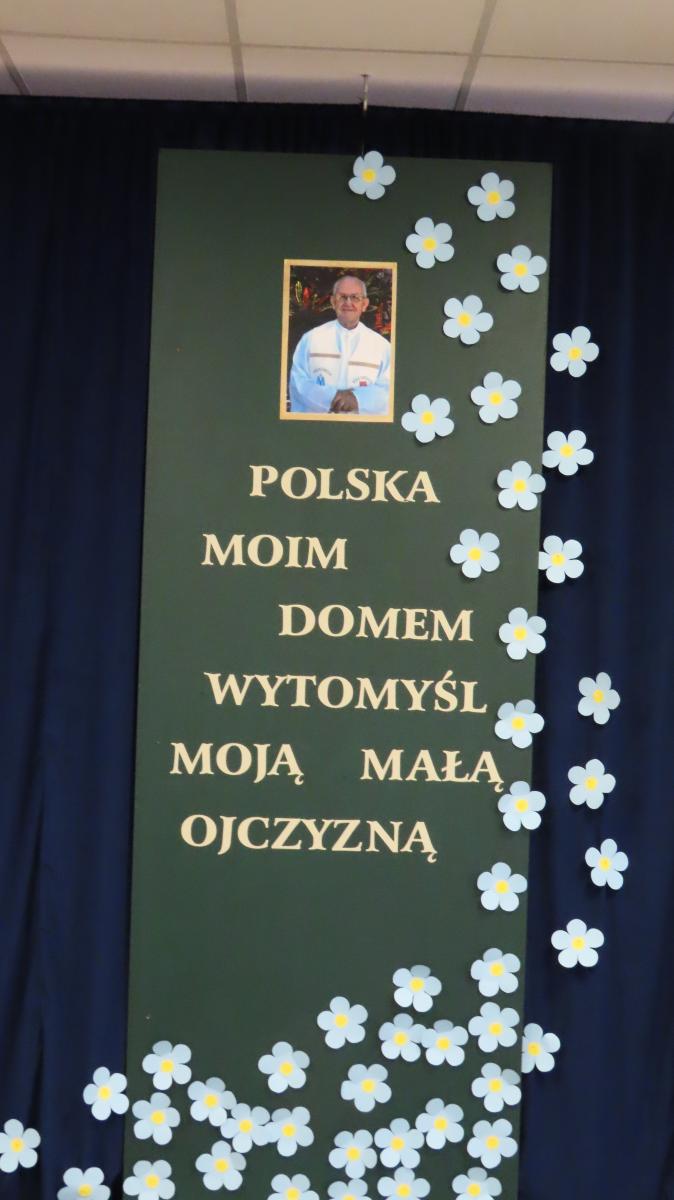 POLSKA
MOIM
DOMEM
WYTOMYŚL
MOJĄ MAŁĄ
OJCZYZNĄ